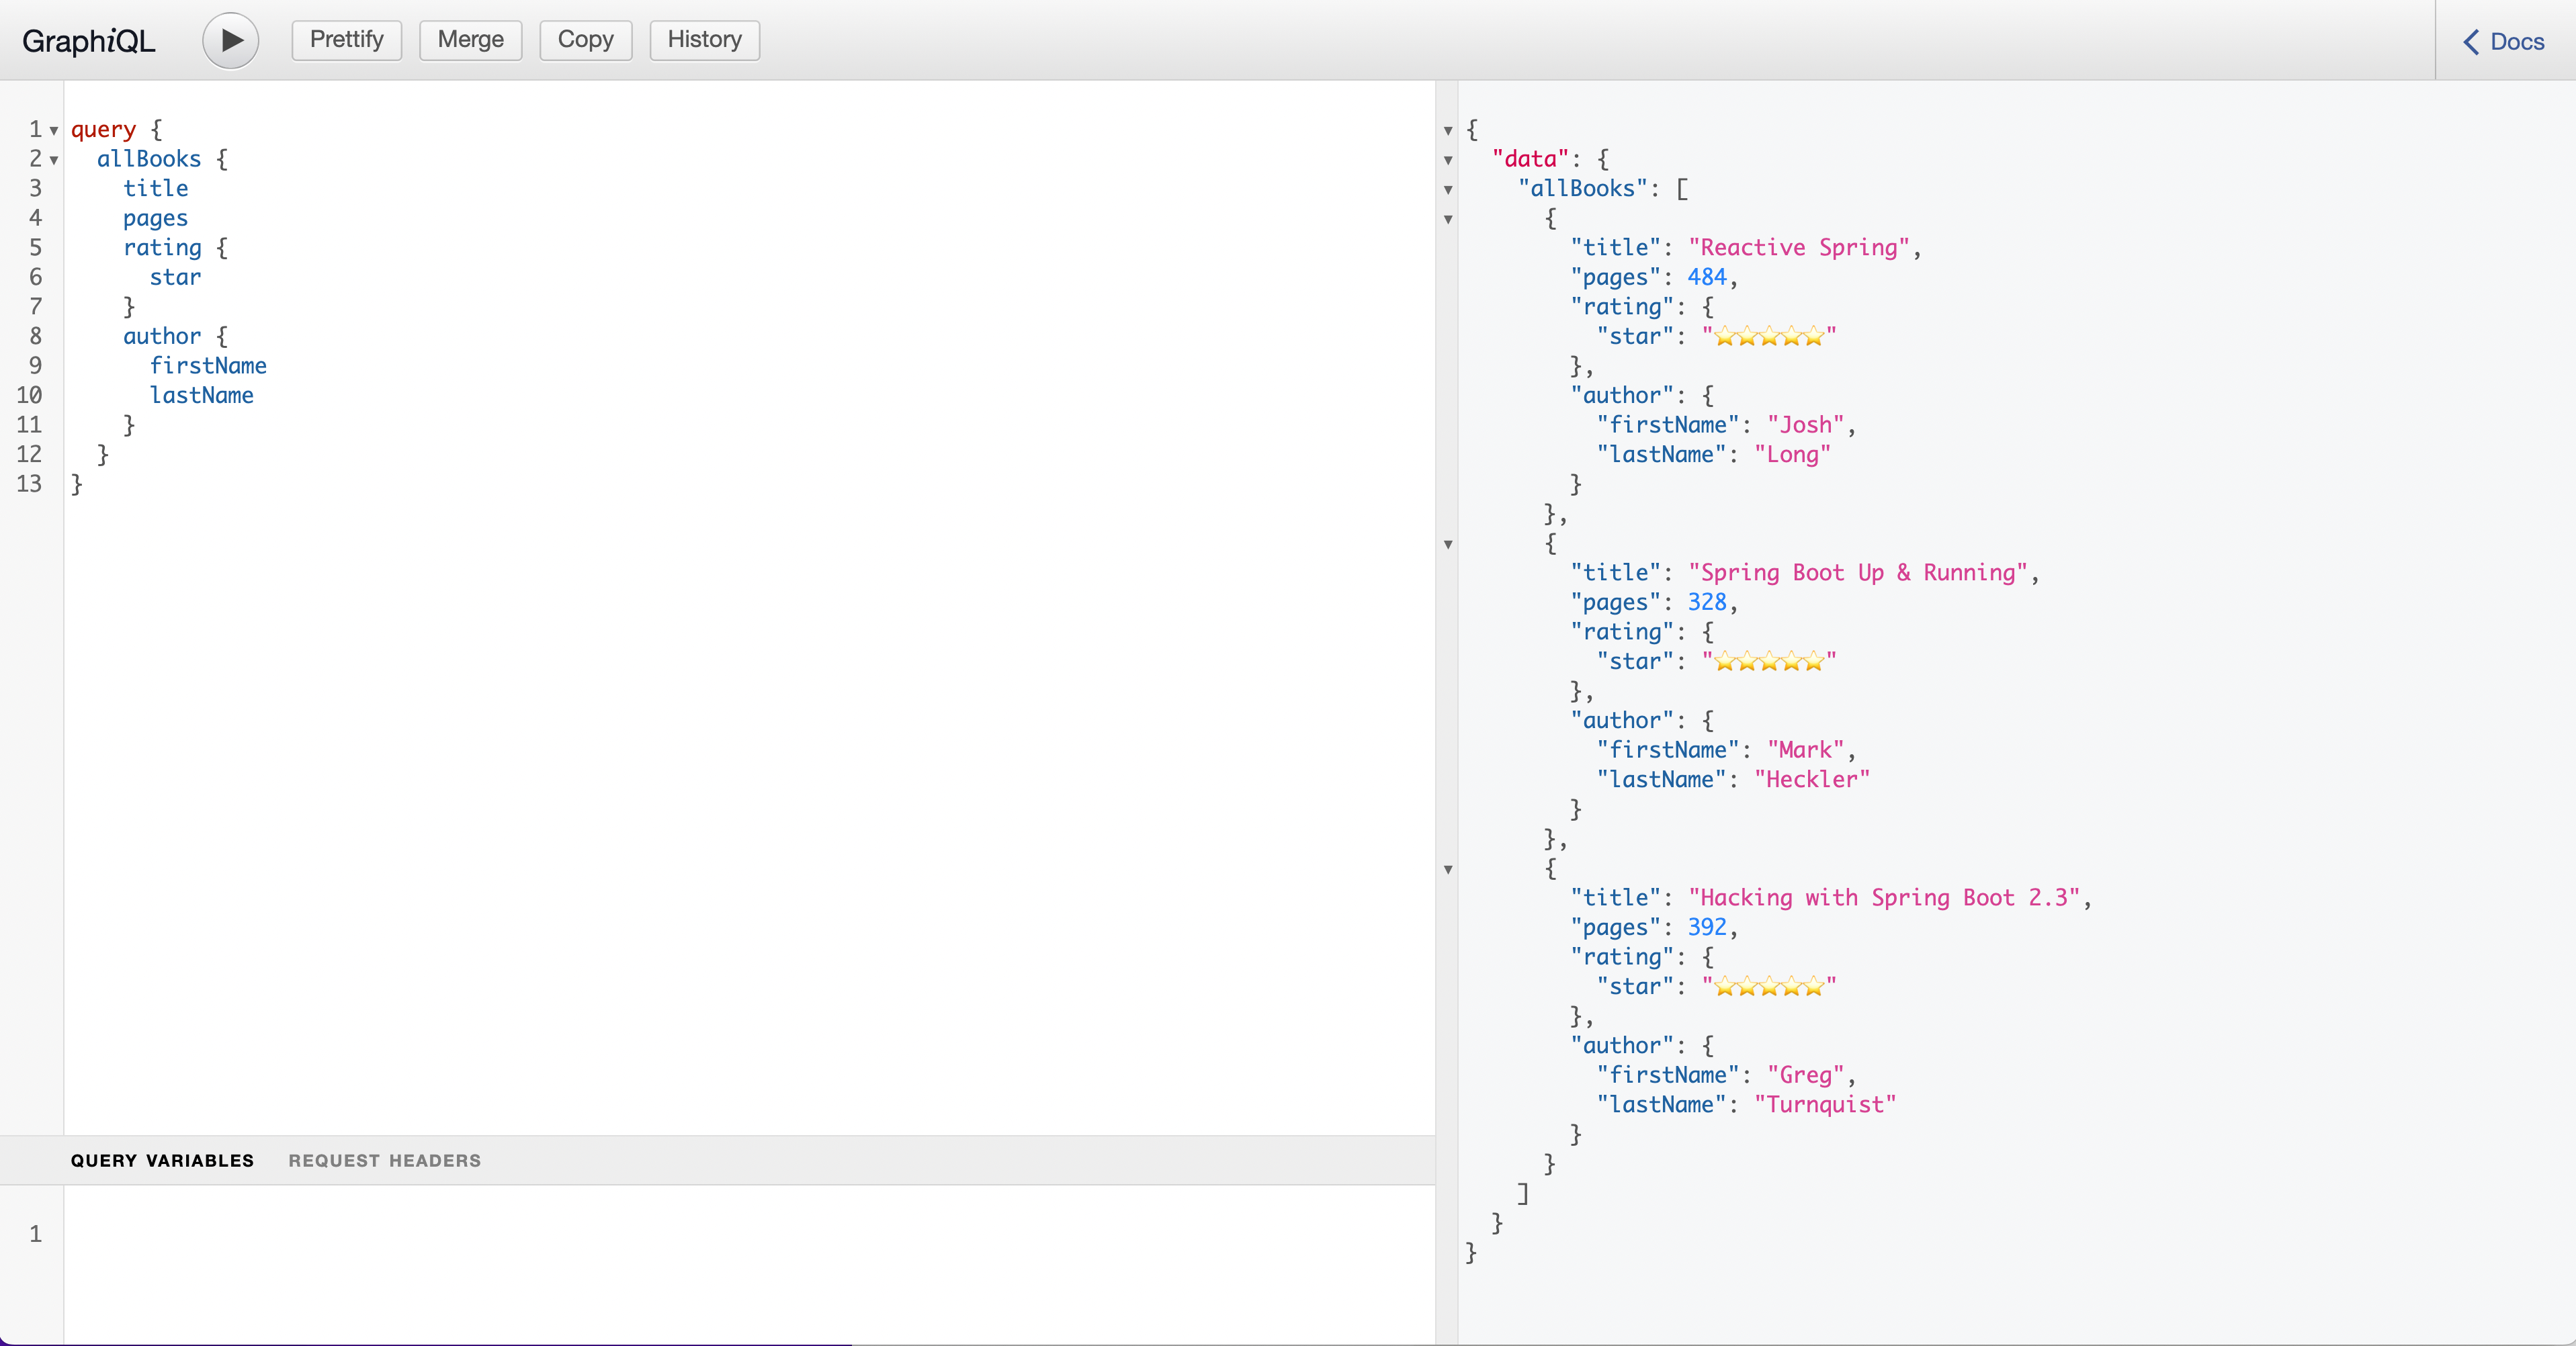 GraphiQL Prettify Merge Copy History Docs
1 query {
2   allBooks {
3     title
4     pages
5     rating {
6       star
7     }
8     author {
9       firstName
10       lastName
11     }
12   }
13 }
QUERY VARIABLES REQUEST HEADERS
1
{
  "data": {
    "allBooks": [
      {
        "title": "Reactive Spring",
        "pages": 484,
        "rating": {
          "star": "⭐⭐⭐⭐⭐"
        },
        "author": {
          "firstName": "Josh",
          "lastName": "Long"
        }
      },
      {
        "title": "Spring Boot Up & Running",
        "pages": 328,
        "rating": {
          "star": "⭐⭐⭐⭐⭐"
        },
        "author": {
          "firstName": "Mark",
          "lastName": "Heckler"
        }
      },
      {
        "title": "Hacking with Spring Boot 2.3",
        "pages": 392,
        "rating": {
          "star": "⭐⭐⭐⭐⭐"
        },
        "author": {
          "firstName": "Greg",
          "lastName": "Turnquist"
        }
      }
    ]
  }
}